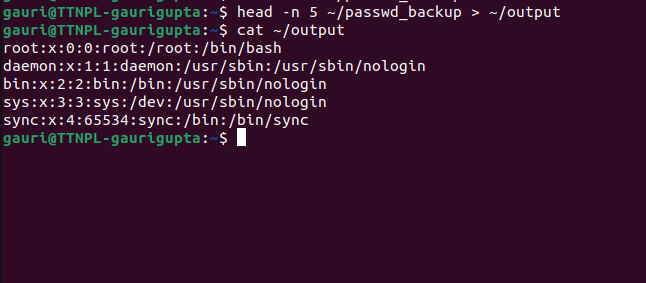 gauri@TTNPL-gaurigupta:~$ head -n 5 ~/passwd_backup > ~/output
gauri@TTNPL-gaurigupta:~$ cat ~/output
root:x:0:0:root:/root:/bin/bash
daemon:x:1:1:daemon:/usr/sbin:/usr/sbin/nologin
bin:x:2:2:bin:/bin:/usr/sbin/nologin
sys:x:3:3:sys:/dev:/usr/sbin/nologin
sync:x:4:65534:sync:/bin:/bin/sync
gauri@TTNPL-gaurigupta:~$